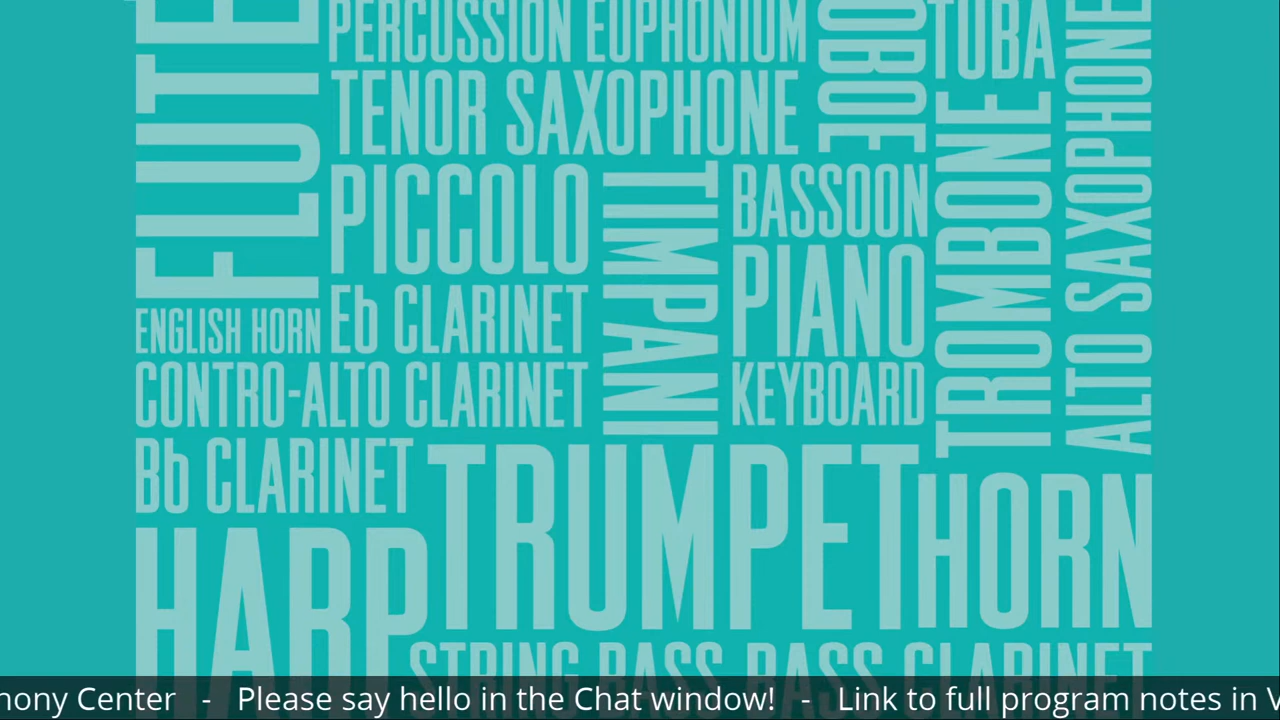 FLUTE
PERCUSSION EUPHONIUM
OBOE
TUBA
ALTO SAXOPHONE
TENOR SAXOPHONE
TROMBONE
PICCOLO
TIMPANI
BASSOON
PIANO
ENGLISH HORN
Eb CLARINET
CONTRO-ALTO CLARINET
KEYBOARD
Bb CLARINET
TRUMPET
HORN
HARP
STRING BASS BASS CLARINET
Center - Please say hello in the Chat window! - Link to full program notes in